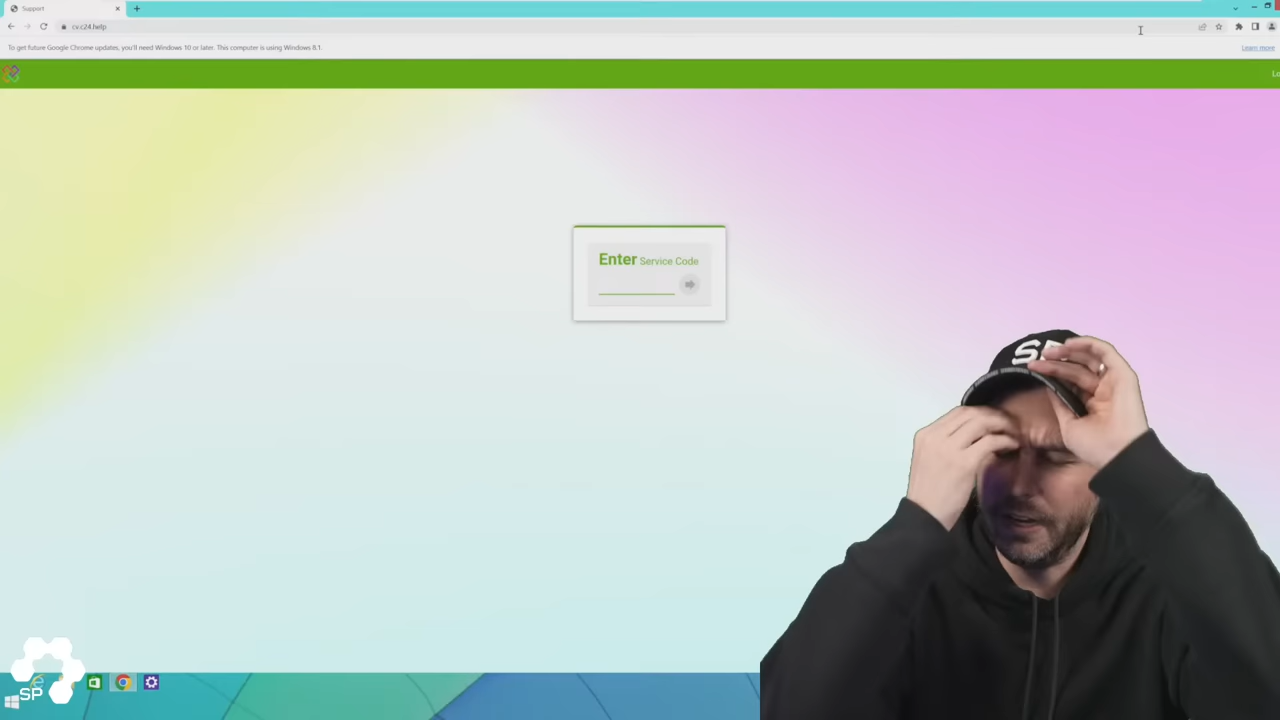 Support
cv.c24.help
To get future Google Chrome updates, you'll need Windows 10 or later. This computer is using Windows 8.1.
Learn more
Enter Service Code
SP